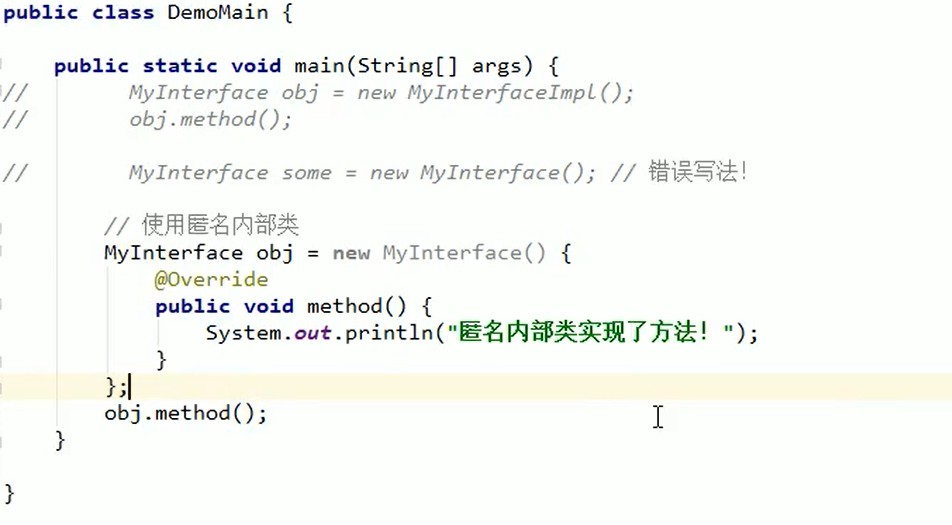 public class DemoMain {
public static void main(String[] args) {
// MyInterface obj = new MyInterfaceImpl();
// obj.method();
// MyInterface some = new MyInterface(); // 错误写法!
// 使用匿名内部类
MyInterface obj = new MyInterface() {
@Override
public void method() {
System.out.println("匿名内部类实现了方法！");
}
};
obj.method();
}
}